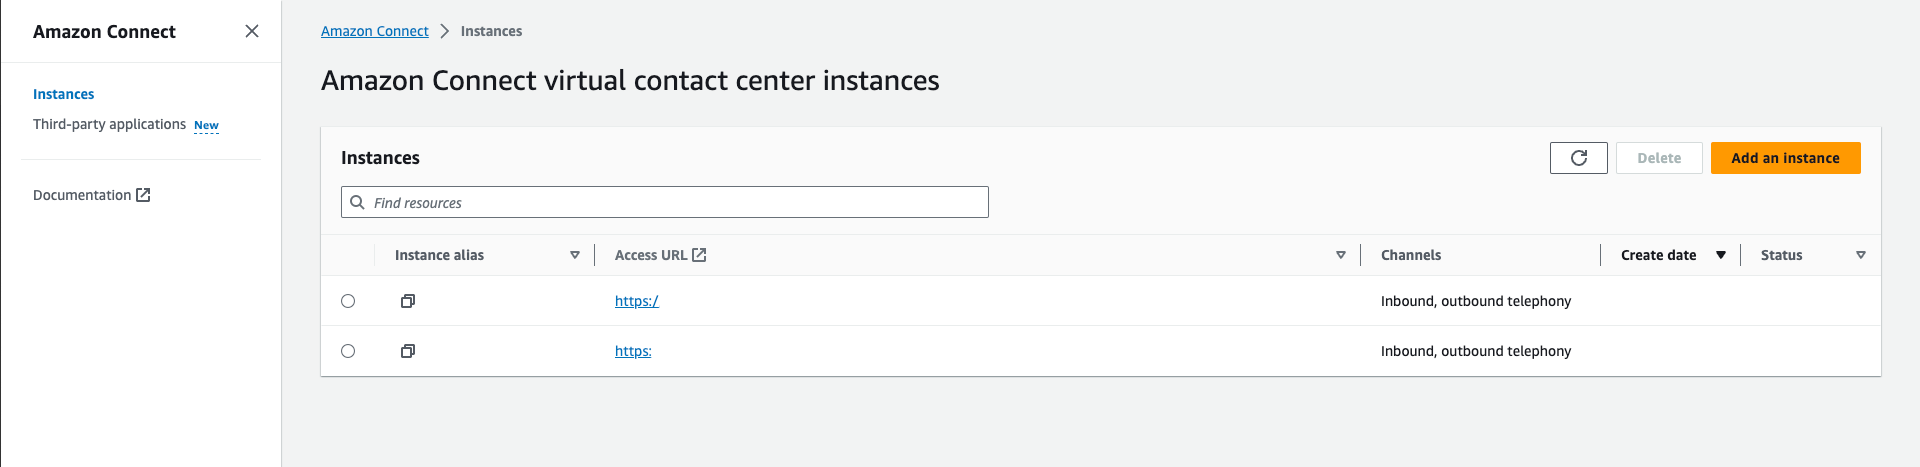 Amazon Connect
Instances
Third-party applications New
Documentation
Amazon Connect Instances
Amazon Connect virtual contact center instances
Instances
Delete Add an instance
Find resources
Instance alias Access URL Channels Create date Status
https:/ Inbound, outbound telephony
https: Inbound, outbound telephony